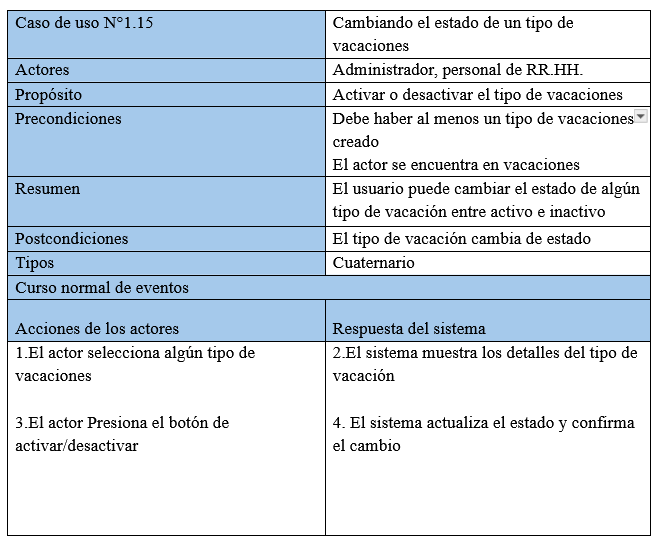 Caso de uso N°1.15
Cambiando el estado de un tipo de
vacaciones
Actores
Administrador, personal de RR.HH.
Propósito
Activar o desactivar el tipo de vacaciones
Precondiciones
Debe haber al menos un tipo de vacaciones
creado
El actor se encuentra en vacaciones
Resumen
El usuario puede cambiar el estado de algún
tipo de vacación entre activo e inactivo
Postcondiciones
El tipo de vacación cambia de estado
Tipos
Cuaternario
Curso normal de eventos
Acciones de los actores
Respuesta del sistema
1.El actor selecciona algún tipo de
vacaciones
2.El sistema muestra los detalles del tipo de
vacación
3.El actor Presiona el botón de
activar/desactivar
4. El sistema actualiza el estado y confirma
el cambio